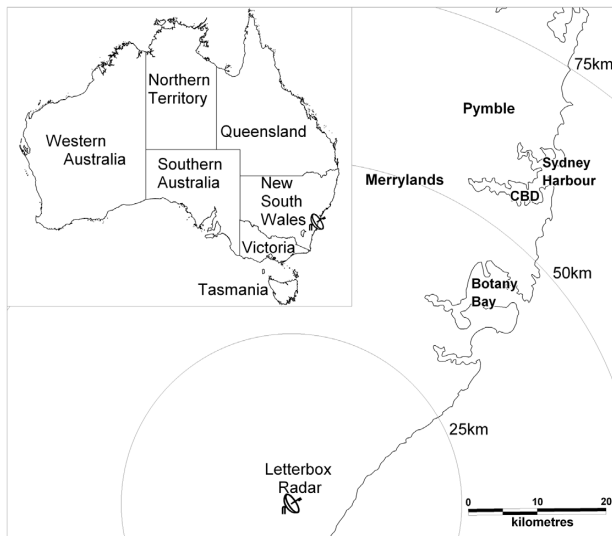 Northern
Territory
Western
Australia
Queensland
Southern
Australia
New
South
Wales
Victoria
Tasmania
75km
Pymble
Sydney
Harbour
Merrylands
CBD
50km
Botany
Bay
25km
Letterbox
Radar
0 10 20
kilometres